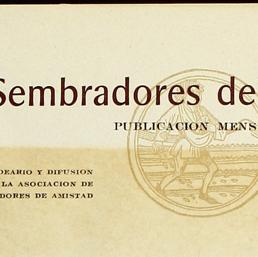 Sembradores de
PUBLICACION MENS
DEARIO Y DIFUSION
LA ASOCIACION DE
DORES DE AMISTAD